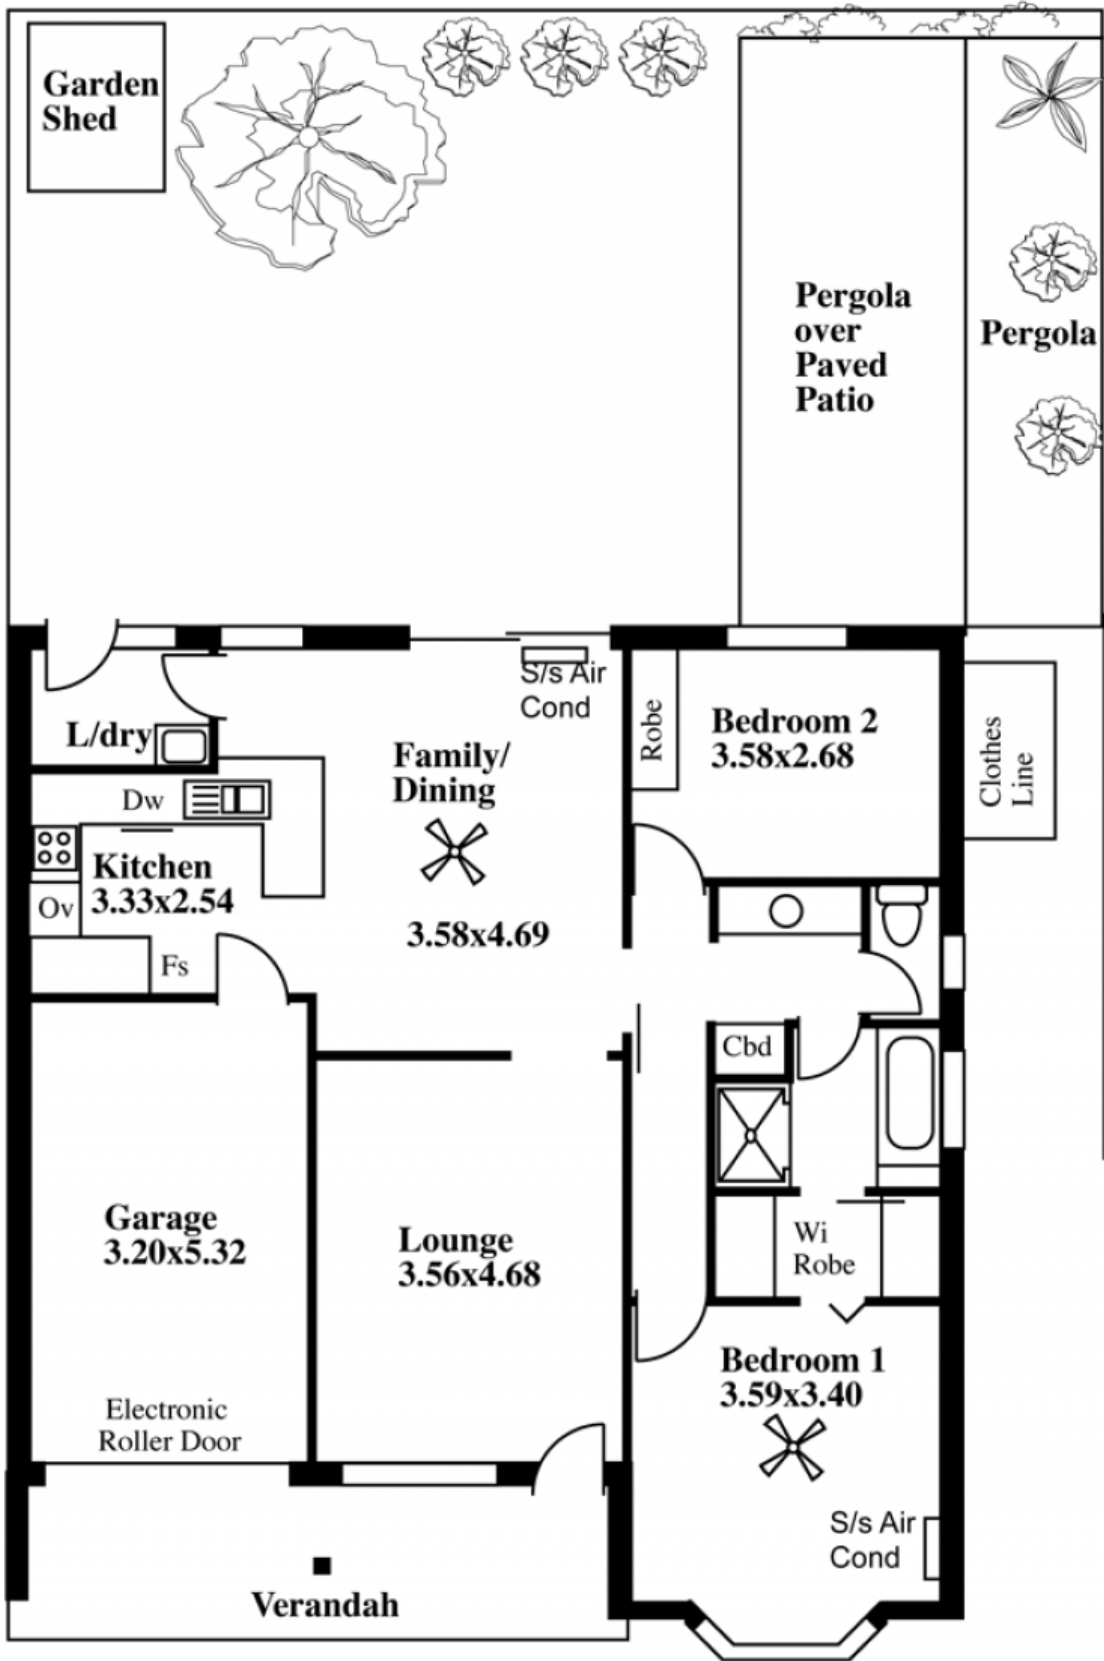 Garden
Shed
Pergola
over
Paved
Patio
Pergola
S/s Air
Cond
L/dry
Family/
Dining
3.58x4.69
Robe
Bedroom 2
3.58x2.68
Clothes
Line
Dw
Kitchen
3.33x2.54
Ov
Fs
Cbd
Garage
3.20x5.32
Lounge
3.56x4.68
Wi
Robe
Bedroom 1
3.59x3.40
Electronic
Roller Door
S/s Air
Cond
Verandah